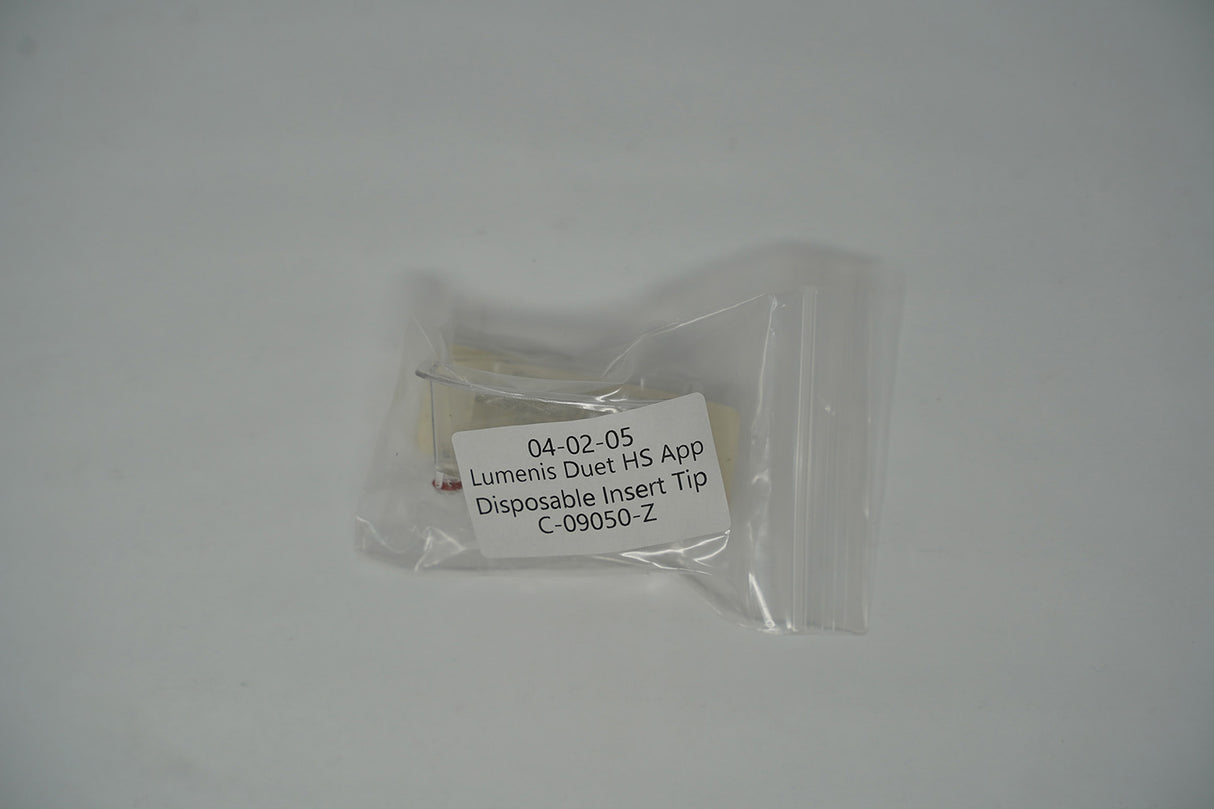 04-02-05
Lumenis Duet HS App
Disposable Insert Tip
C-09050-Z